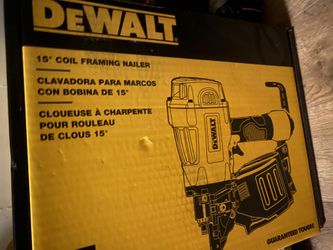 DEWALT
15° COIL FRAMING NAILER
CLAVADORA PARA MARCOS
CON BOBINA DE 15°
CLOUEUSE À CHARPENTE
POUR ROULEAU
DE CLOUS 15°
DEWALT
GUARANTEED TOUGH